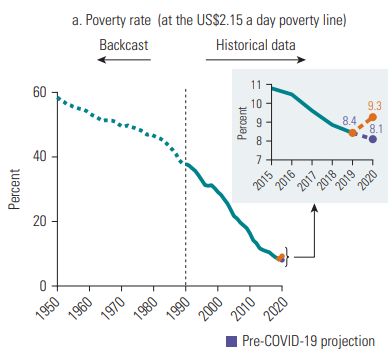 a. Poverty rate (at the US$2.15 a day poverty line)
Backcast Historical data
Percent
60
40
20
0
1950 1960 1970 1980 1990 2000 2010 2020
Percent
11
10
9
8
7
9.3
8.4
8.1
2015 2016 2017 2018 2019 2020
Pre-COVID-19 projection